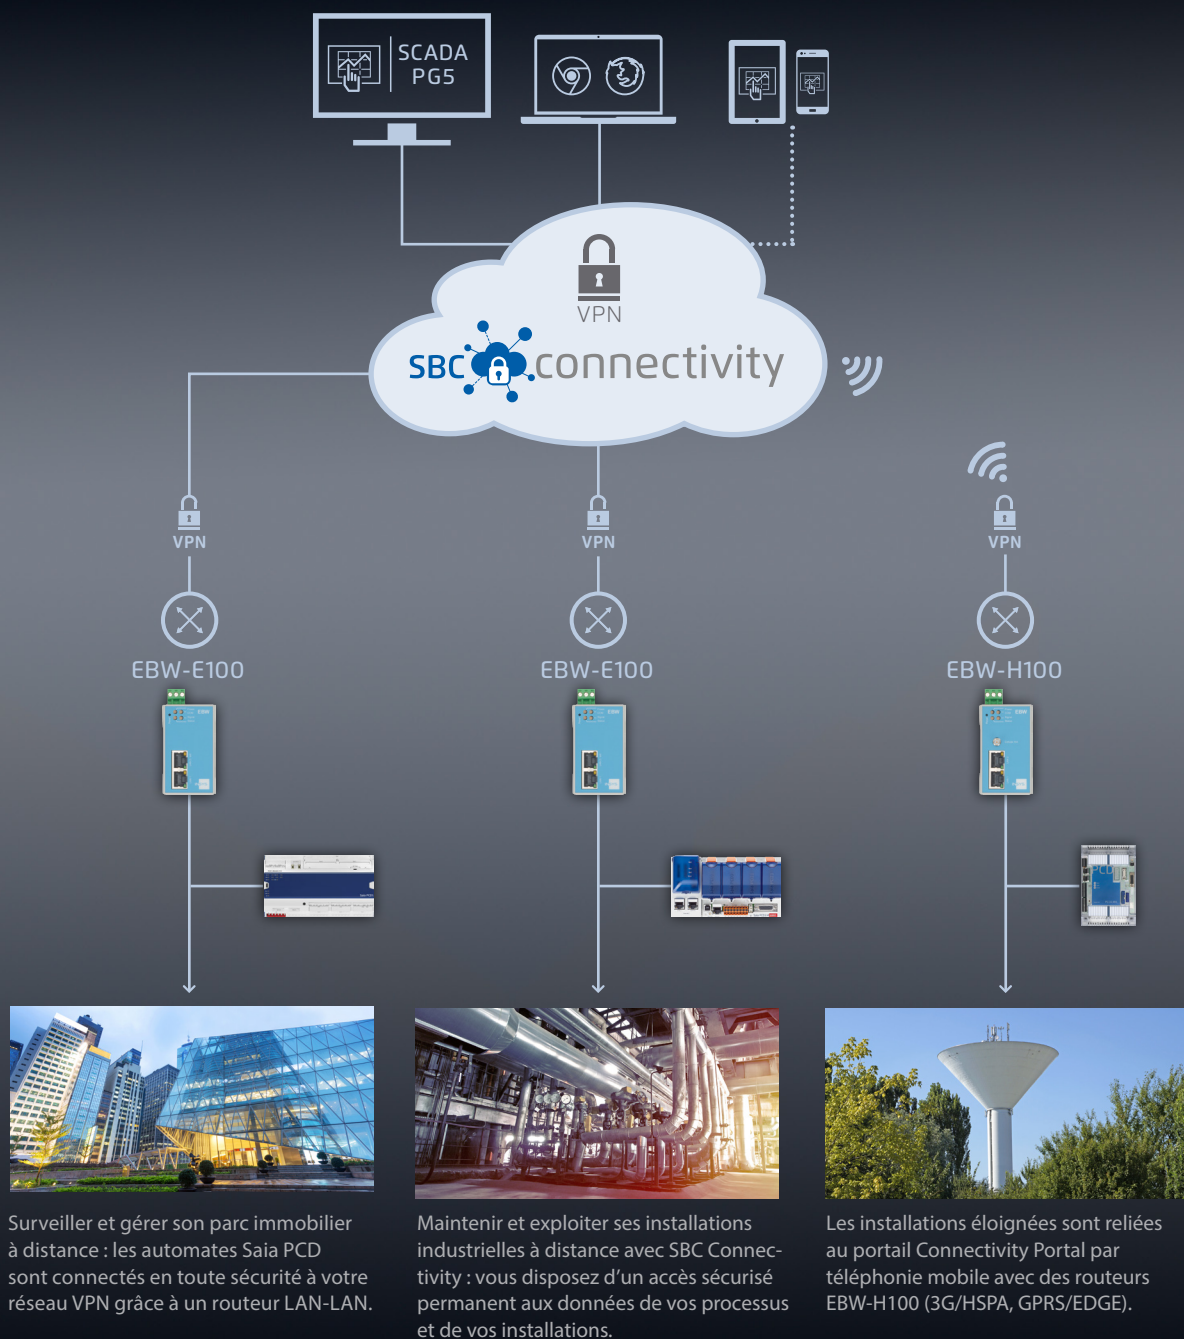 SCADA
PG5
VPN
SBC connectivity
VPN
VPN
VPN
EBW-E100
EBW-E100
EBW-H100
EBW
EBW
EBW
PCD
Surveiller et gérer son parc immobilier
à distance : les automates Saia PCD
sont connectés en toute sécurité à votre
réseau VPN grâce à un routeur LAN-LAN.
Maintenir et exploiter ses installations
industrielles à distance avec SBC Connec-
tivity : vous disposez d’un accès sécurisé
permanent aux données de vos processus
et de vos installations.
Les installations éloignées sont reliées
au portail Connectivity Portal par
téléphonie mobile avec des routeurs
EBW-H100 (3G/HSPA, GPRS/EDGE).